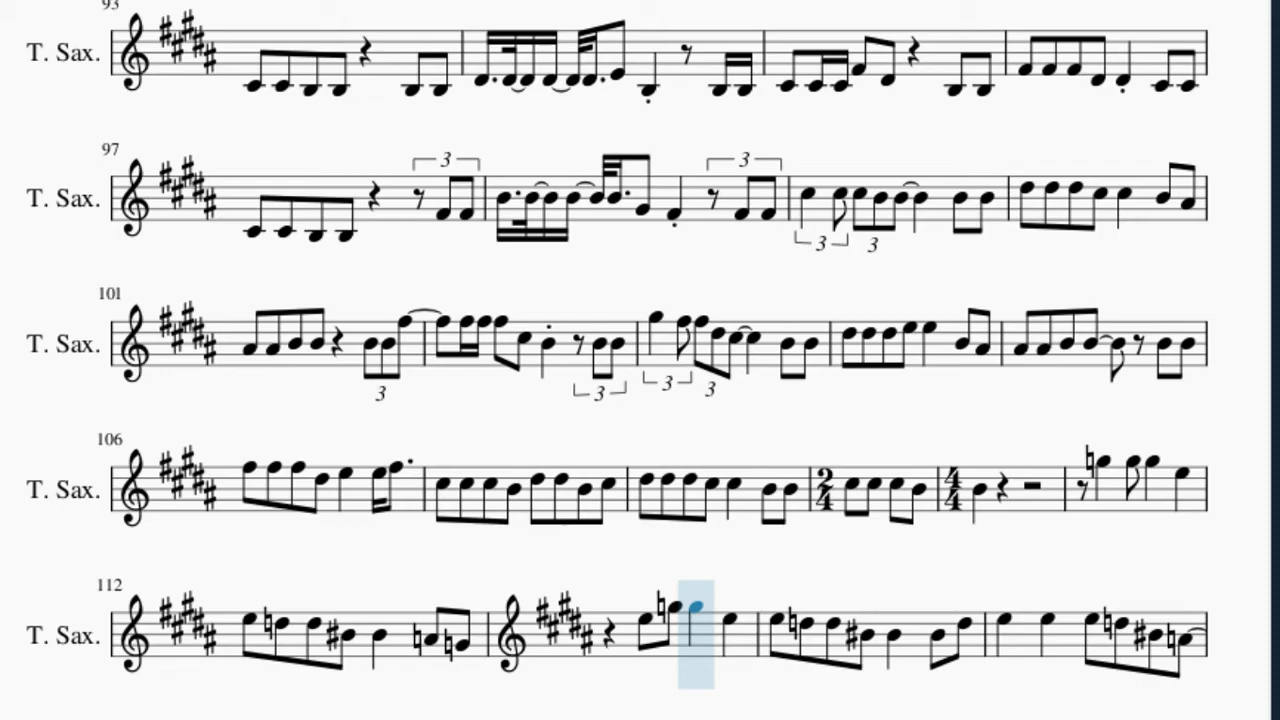 93
T. Sax.
97
3 3
T. Sax.
3 3
101
T. Sax.
3 3 3 3
106
T. Sax. 2 4 4 4
112
T. Sax.